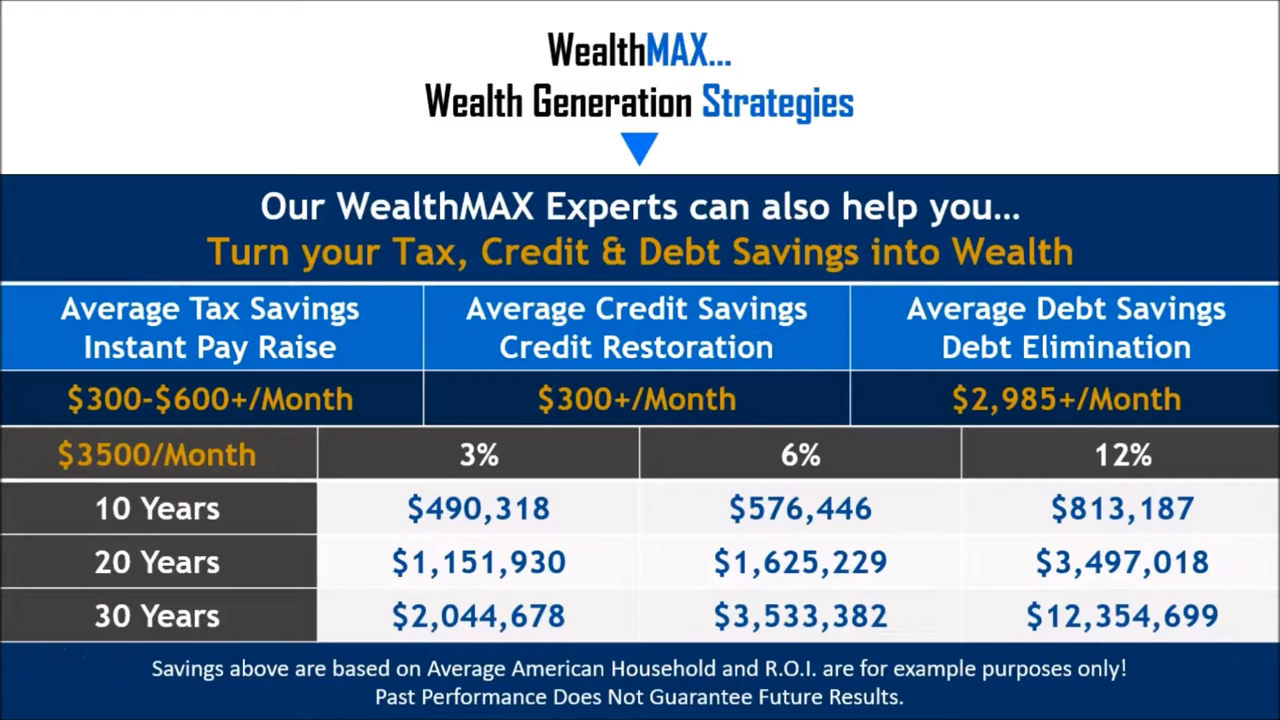 WealthMAX...
Wealth Generation Strategies
Our WealthMAX Experts can also help you...
Turn your Tax, Credit & Debt Savings into Wealth
Average Tax Savings
Instant Pay Raise
Average Credit Savings
Credit Restoration
Average Debt Savings
Debt Elimination
$300-$600+/Month $300+/Month $2,985+/Month
$3500/Month 3% 6% 12%
10 Years $490,318 $576,446 $813,187
20 Years $1,151,930 $1,625,229 $3,497,018
30 Years $2,044,678 $3,533,382 $12,354,699
Savings above are based on Average American Household and R.O.I. are for example purposes only!
Past Performance Does Not Guarantee Future Results.